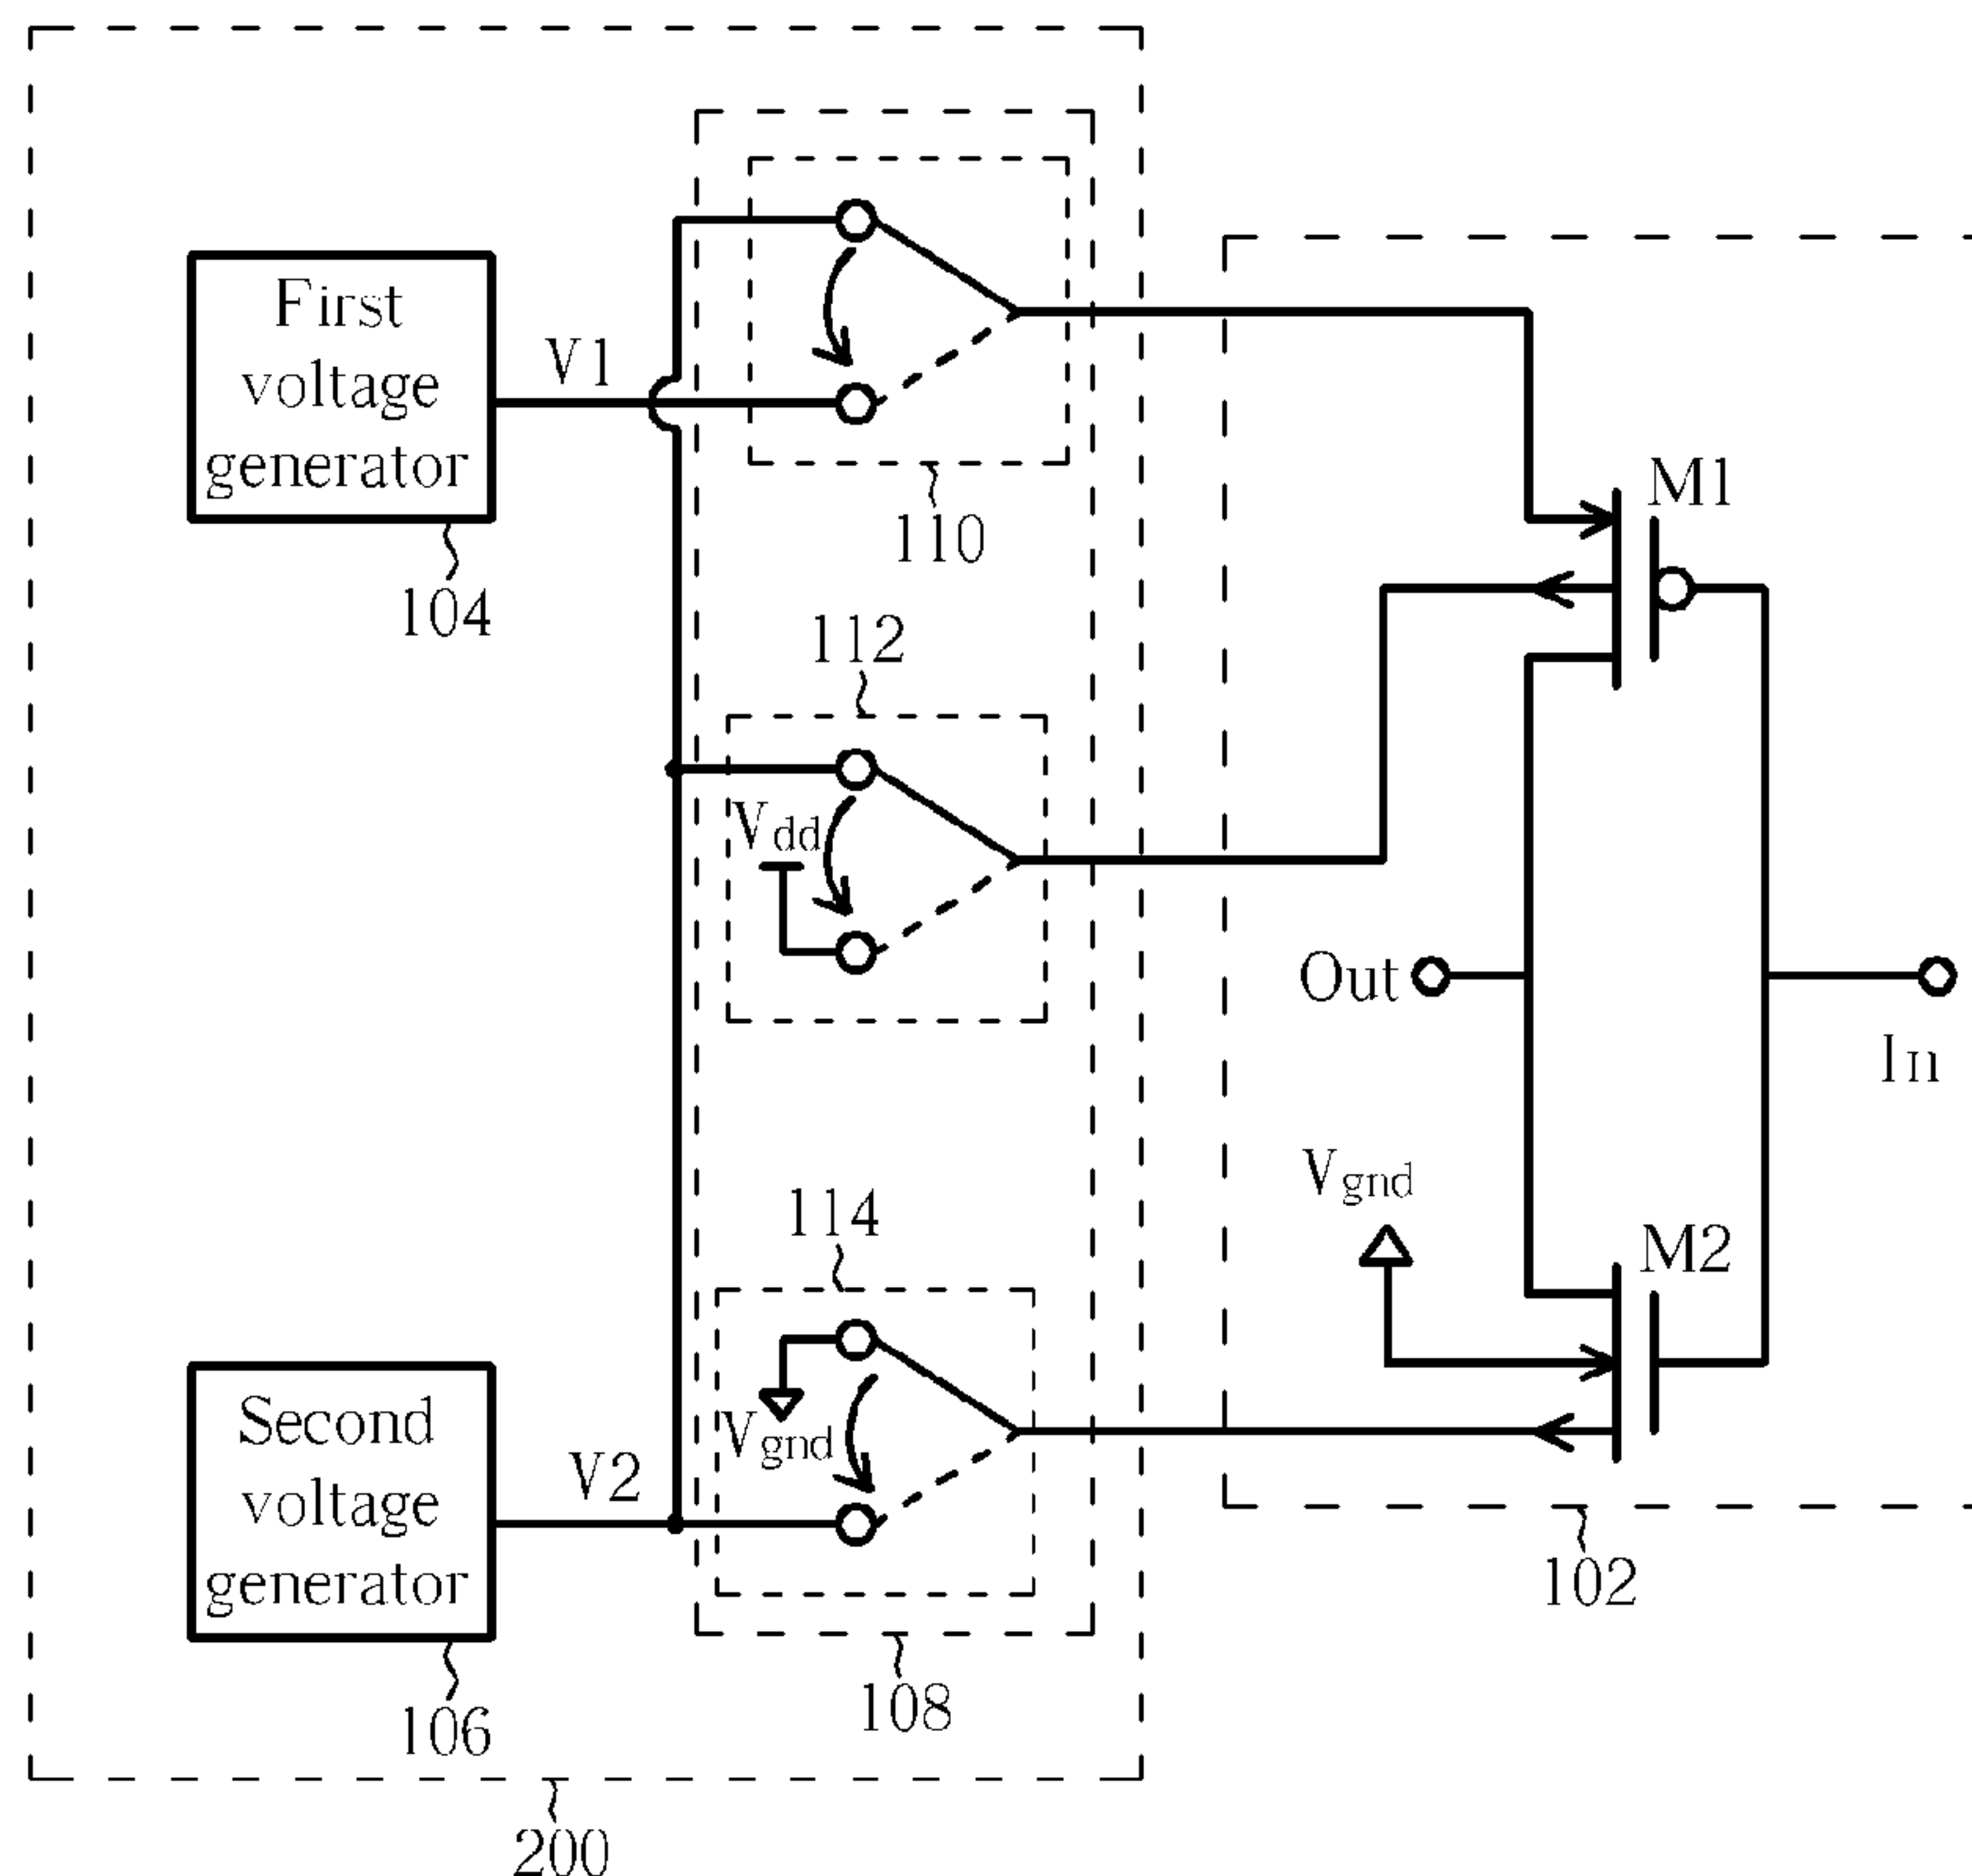 First
voltage
generator
V1
104
110
M1
112
Vdd
Out
In
Vgnd
114
M2
Vgnd
Second
voltage
generator
V2
106
108
102
200